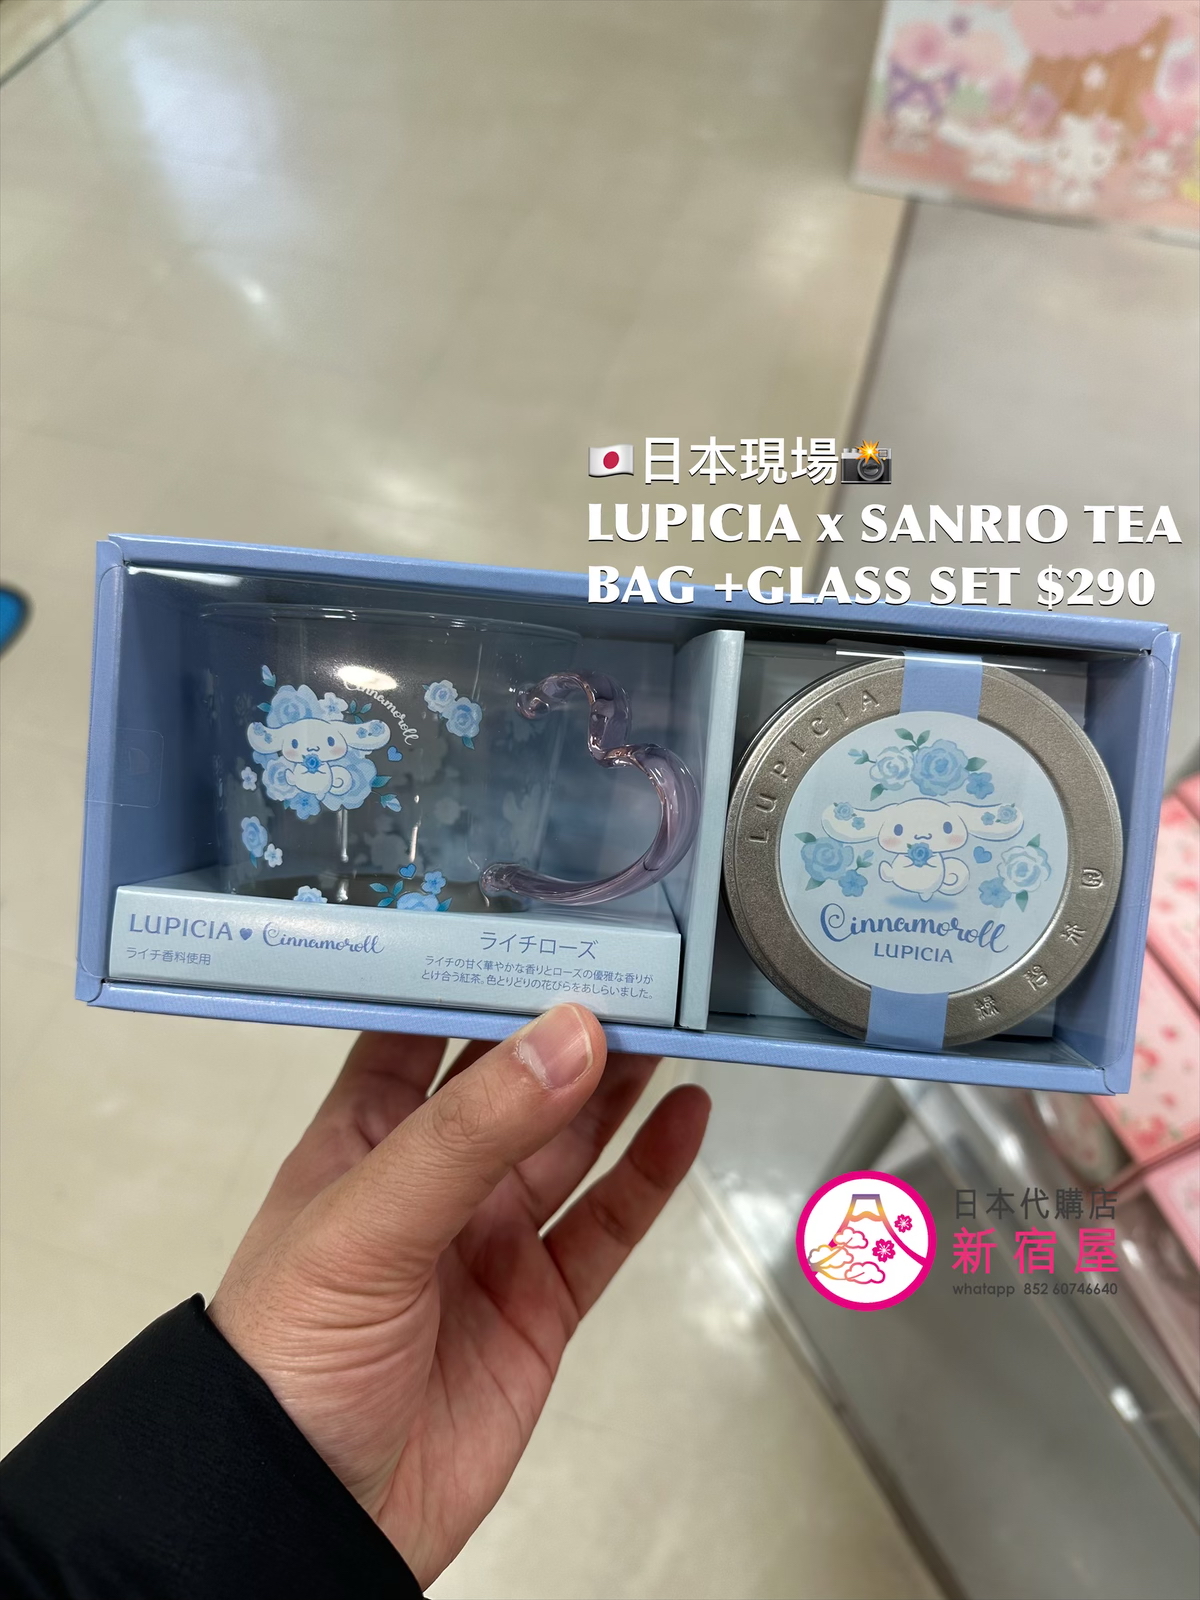 🇯🇵日本現場📸
LUPICIA x SANRIO TEA
BAG +GLASS SET $290
Cinnamoroll
LUPICIA♥Cinnamoroll
ライチ香料使用
ライチローズ
ライチの甘く華やかな香りとローズの優雅な香りが
とけ合う紅茶。色とりどりの花びらをあしらいました。
LUPICIA
Cinnamoroll
LUPICIA
日本代購店
新宿屋
whatapp 852 60746640